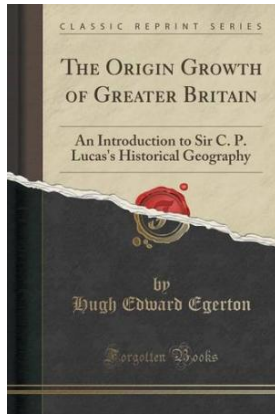 CLASSIC REPRINT SERIES
THE ORIGIN GROWTH
OF GREATER BRITAIN
An Introduction to Sir C. P.
Lucas's Historical Geography
by
Hugh Edward Egerton
Forgotten Books